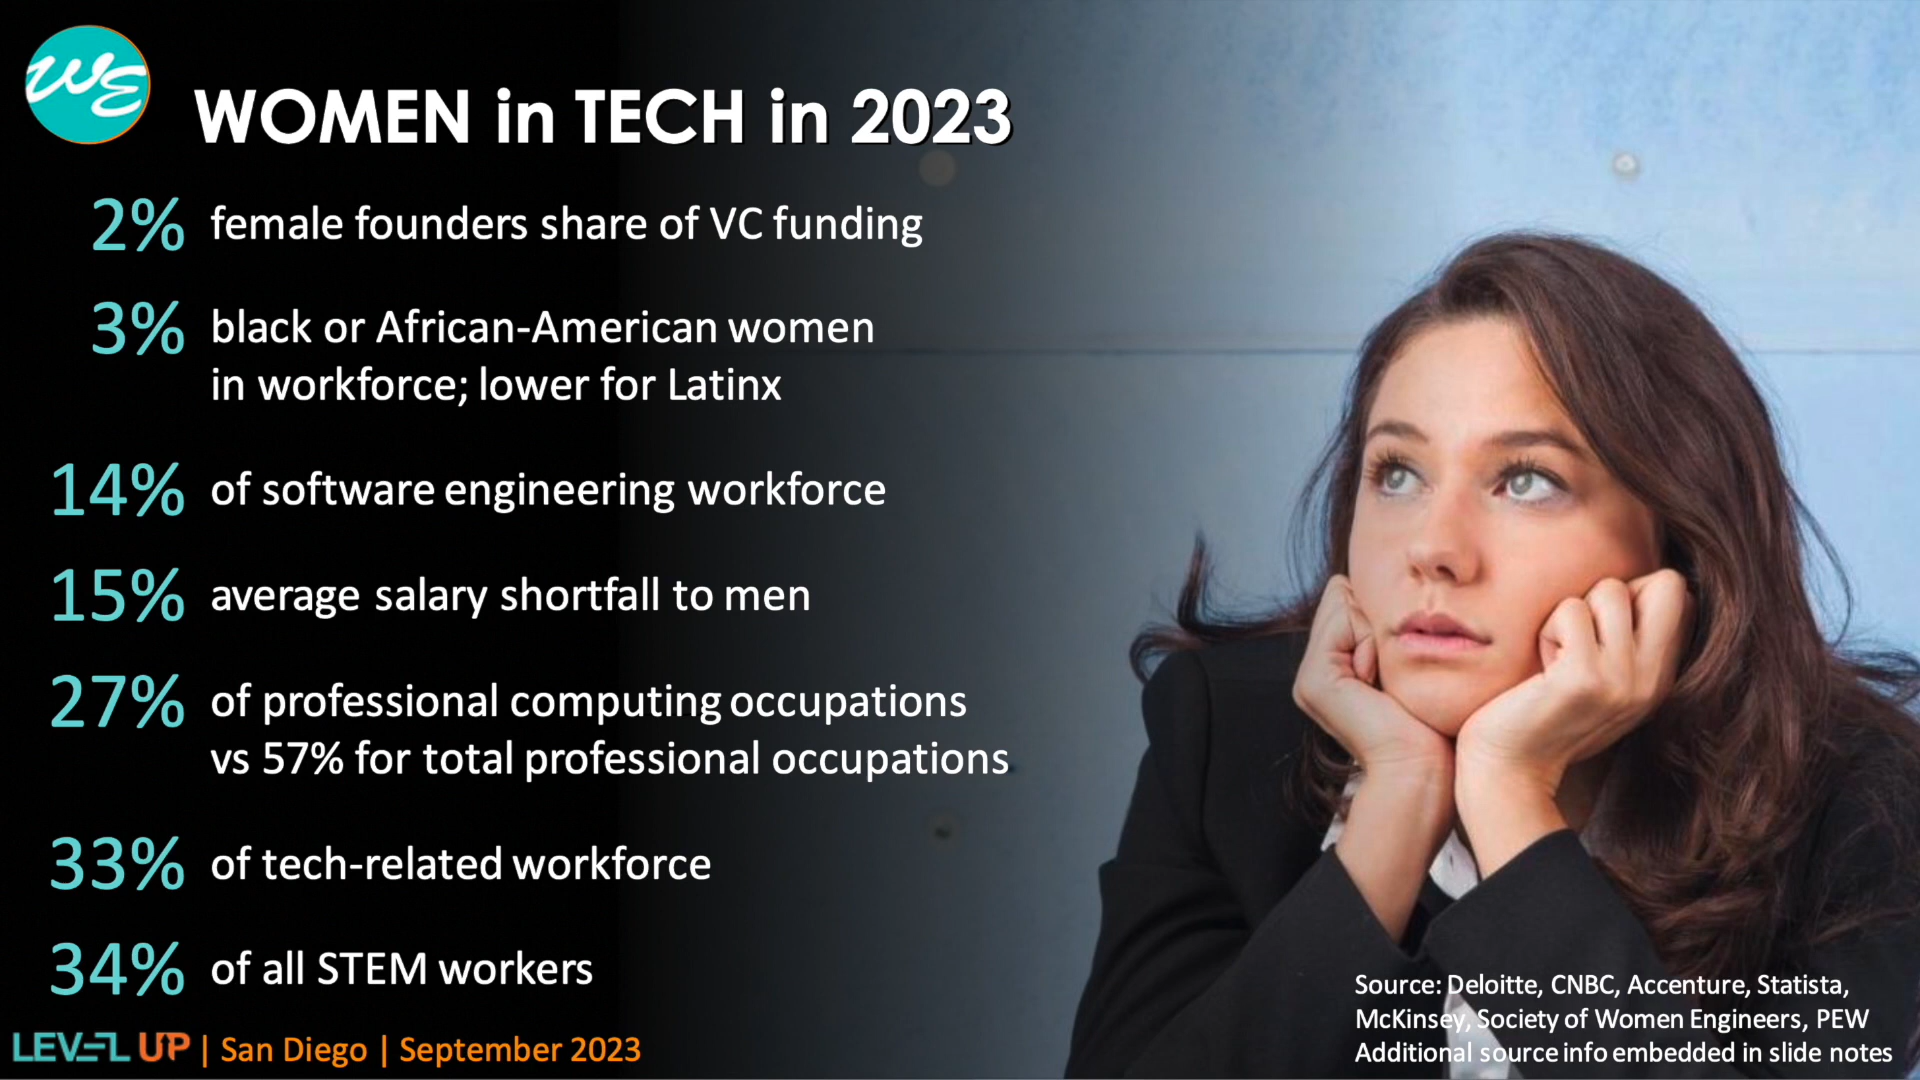 WE
WOMEN in TECH in 2023
2% female founders share of VC funding
3% black or African-American women
in workforce; lower for Latinx
14% of software engineering workforce
15% average salary shortfall to men
27% of professional computing occupations
vs 57% for total professional occupations
33% of tech-related workforce
34% of all STEM workers
Source: Deloitte, CNBC, Accenture, Statista,
McKinsey, Society of Women Engineers, PEW
Additional source info embedded in slide notes
LEVEL UP | San Diego | September 2023